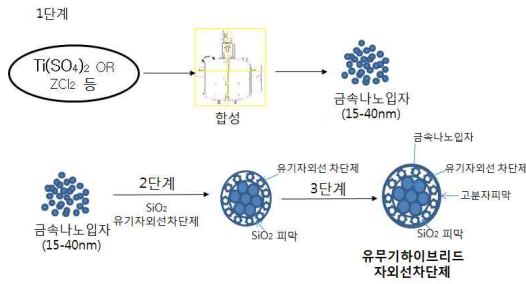 1단계
Ti(SO₄)₂ OR
ZCl2 등
합성
금속나노입자
(15-40nm)
금속나노입자
(15-40nm)
2단계
SiO₂
유기자외선차단제
유기자외선 차단제
SiO₂ 피막
3단계
금속나노입자
유기자외선 차단제
고분자피막
SiO₂ 피막
유무기하이브리드
자외선차단제